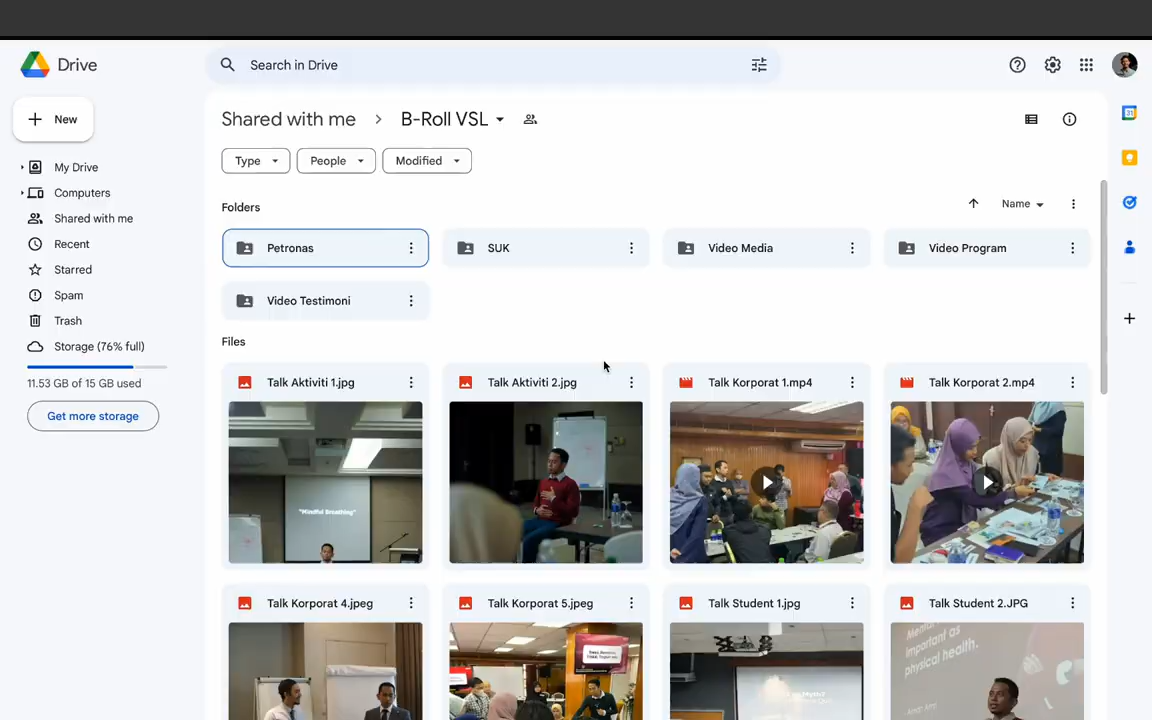 Drive
Search in Drive
New
Shared with me
B-Roll VSL
Type
People
Modified
My Drive
Computers
Shared with me
Recent
Starred
Spam
Trash
Storage (76% full)
11.53 GB of 15 GB used
Get more storage
Folders
Name
Petronas
SUK
Video Media
Video Program
Video Testimoni
Files
Talk Aktiviti 1.jpg
Talk Aktiviti 2.jpg
Talk Korporat 1.mp4
Talk Korporat 2.mp4
"Mindful Breathing"
Talk Korporat 4.jpeg
Talk Korporat 5.jpeg
Talk Student 1.jpg
Talk Student 2.JPG
important as
physical health.
31